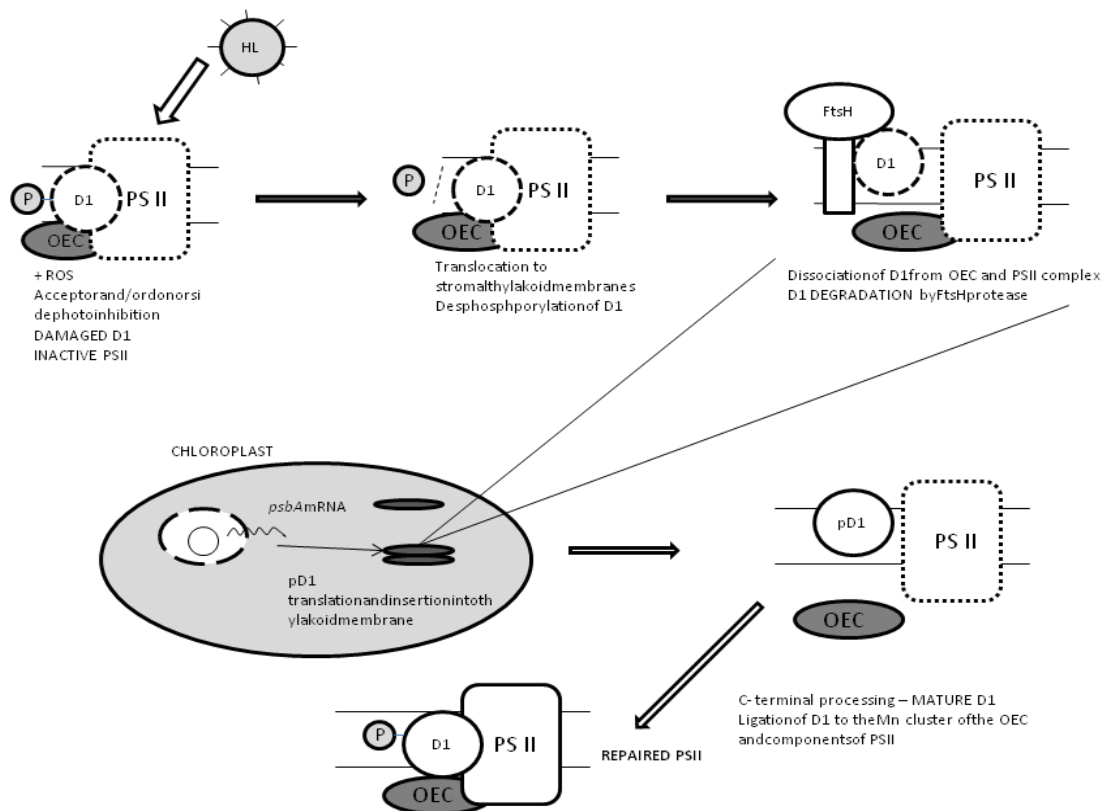 HL
P
D1
PS II
OEC
+ ROS
Acceptorand/ordonorsi
dephotoinhibition
DAMAGED D1
INACTIVE PSII
P
D1
PS II
OEC
Translocation to
stromalthylakoidmembranes
Desphosphporylationof D1
FtsH
D1
PS II
OEC
Dissociationof D1from OEC and PSII complex
D1 DEGRADATION byFtsHprotease
CHLOROPLAST
psbAmRNA
pD1
translationandinsertionintoth
ylakoidmembrane
pD1
PS II
OEC
C- terminal processing – MATURE D1
Ligationof D1 to theMn cluster ofthe OEC
andcomponentsof PSII
P
D1
PS II
OEC
REPAIRED PSII